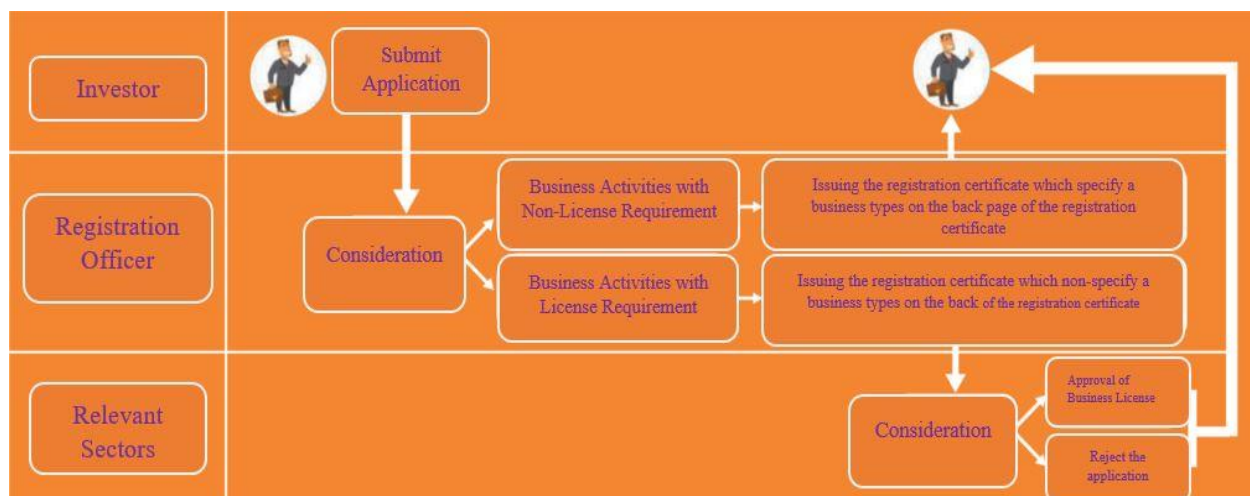 Investor
Submit
Application
Registration
Officer
Consideration
Business Activities with
Non-License Requirement
Issuing the registration certificate which specify a
business types on the back page of the registration
certificate
Business Activities with
License Requirement
Issuing the registration certificate which non-specify a
business types on the back of the registration certificate
Relevant
Sectors
Consideration
Approval of
Business License
Reject the
application